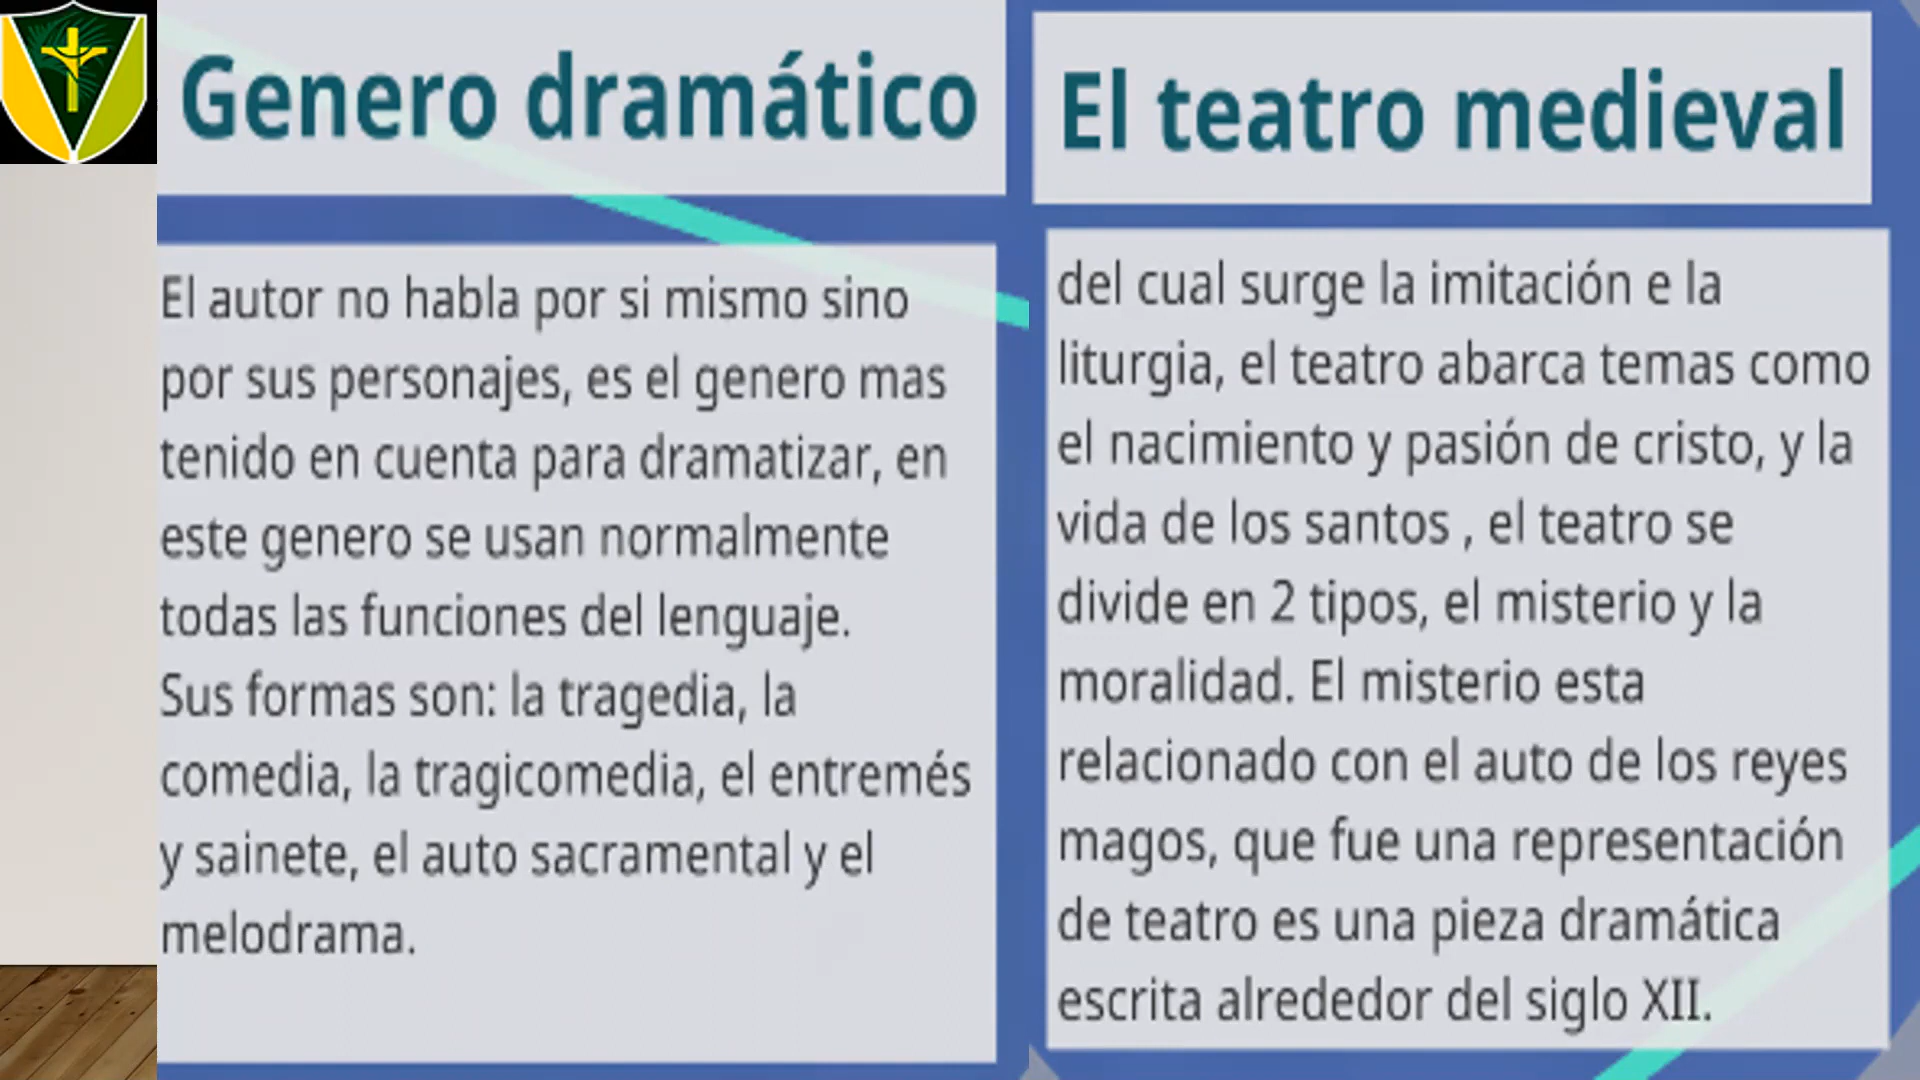 Genero dramático
El autor no habla por si mismo sino
por sus personajes, es el genero mas
tenido en cuenta para dramatizar, en
este genero se usan normalmente
todas las funciones del lenguaje.
Sus formas son: la tragedia, la
comedia, la tragicomedia, el entremés
y sainete, el auto sacramental y el
melodrama.
El teatro medieval
del cual surge la imitación e la
liturgia, el teatro abarca temas como
el nacimiento y pasión de cristo, y la
vida de los santos , el teatro se
divide en 2 tipos, el misterio y la
moralidad. El misterio esta
relacionado con el auto de los reyes
magos, que fue una representación
de teatro es una pieza dramática
escrita alrededor del siglo XII.